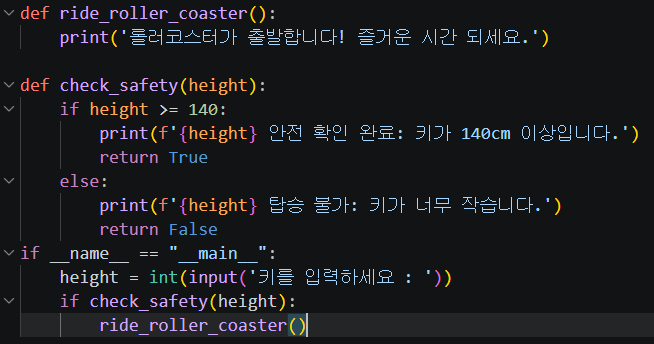 def ride_roller_coaster():
    print('롤러코스터가 출발합니다! 즐거운 시간 되세요.')

def check_safety(height):
    if height >= 140:
        print(f'{height} 안전 확인 완료: 키가 140cm 이상입니다.')
        return True
    else:
        print(f'{height} 탑승 불가: 키가 너무 작습니다.')
        return False
if __name__ == "__main__":
    height = int(input('키를 입력하세요 : '))
    if check_safety(height):
        ride_roller_coaster()